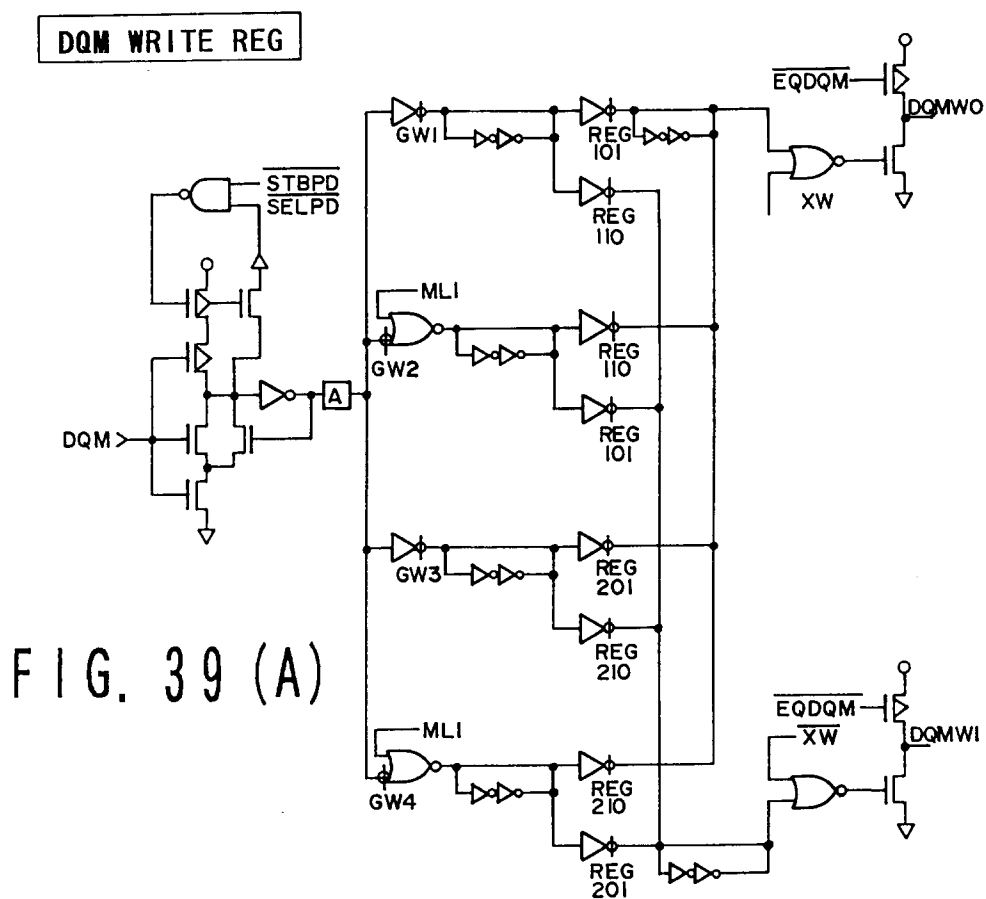 DQM WRITE REG
EQDQM
DQMW0
GW1
REG
101
STBPD
SELPD
XW
REG
110
ML1
GW2
REG
110
A
REG
101
DQM
GW3
REG
201
REG
210
FIG. 39 (A)
EQDQM
ML1
XW
DQMW1
GW4
REG
210
REG
201